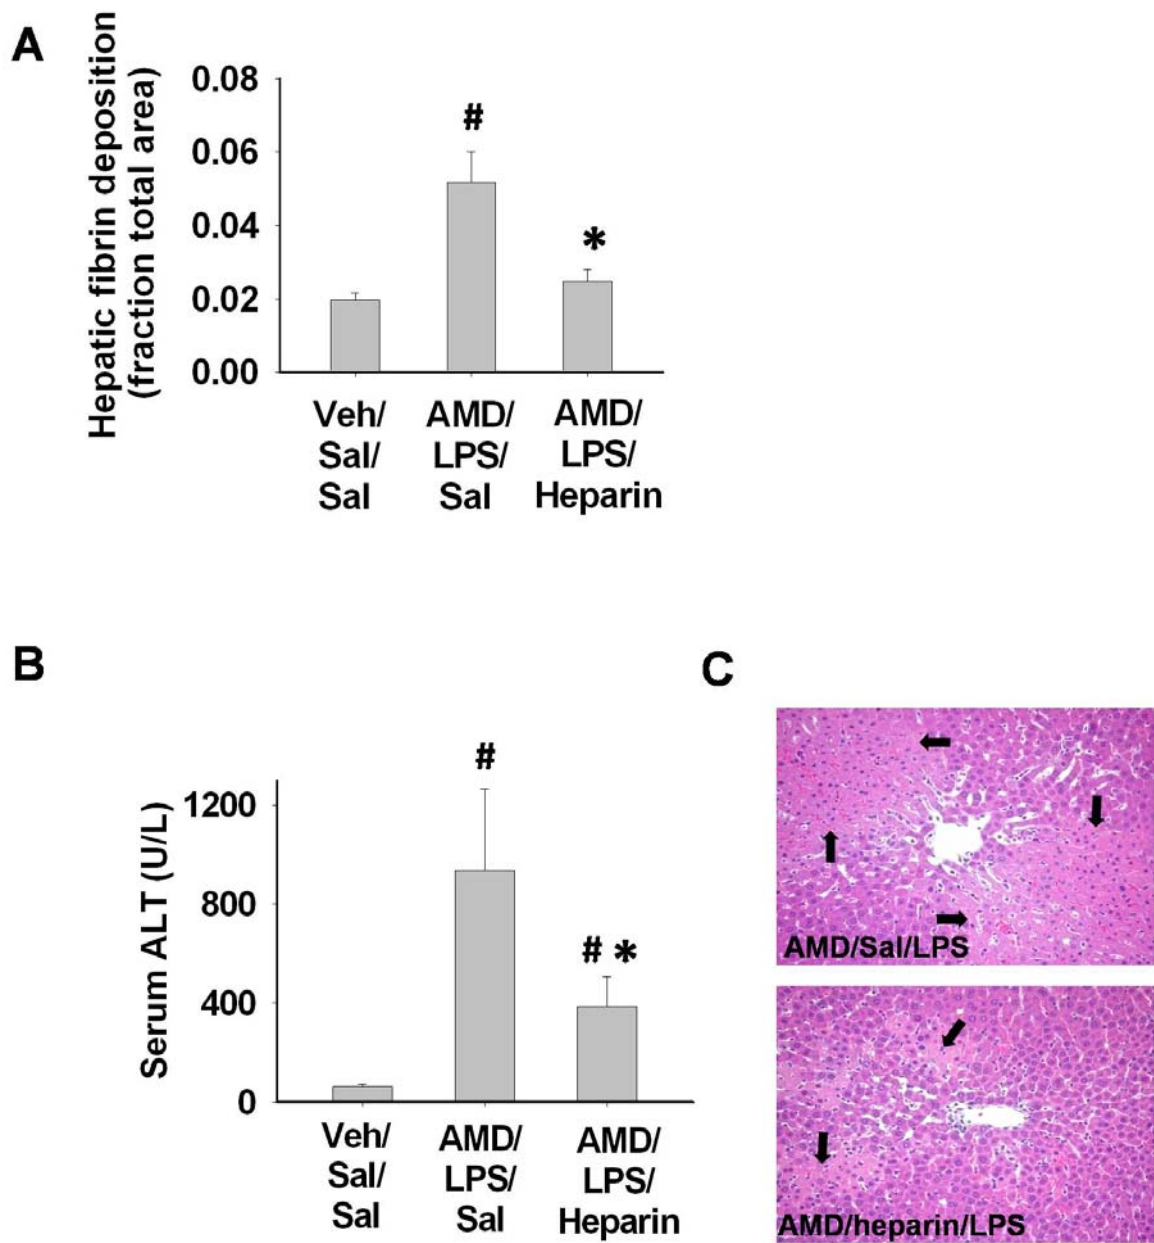 A
Hepatic fibrin deposition
(fraction total area)
0.08
0.06
0.04
0.02
0.00
#
*
Veh/
Sal/
Sal
AMD/
LPS/
Sal
AMD/
LPS/
Heparin
B
Serum ALT (U/L)
1200
800
400
0
#
# *
Veh/
Sal/
Sal
AMD/
LPS/
Sal
AMD/
LPS/
Heparin
C
AMD/Sal/LPS
AMD/heparin/LPS